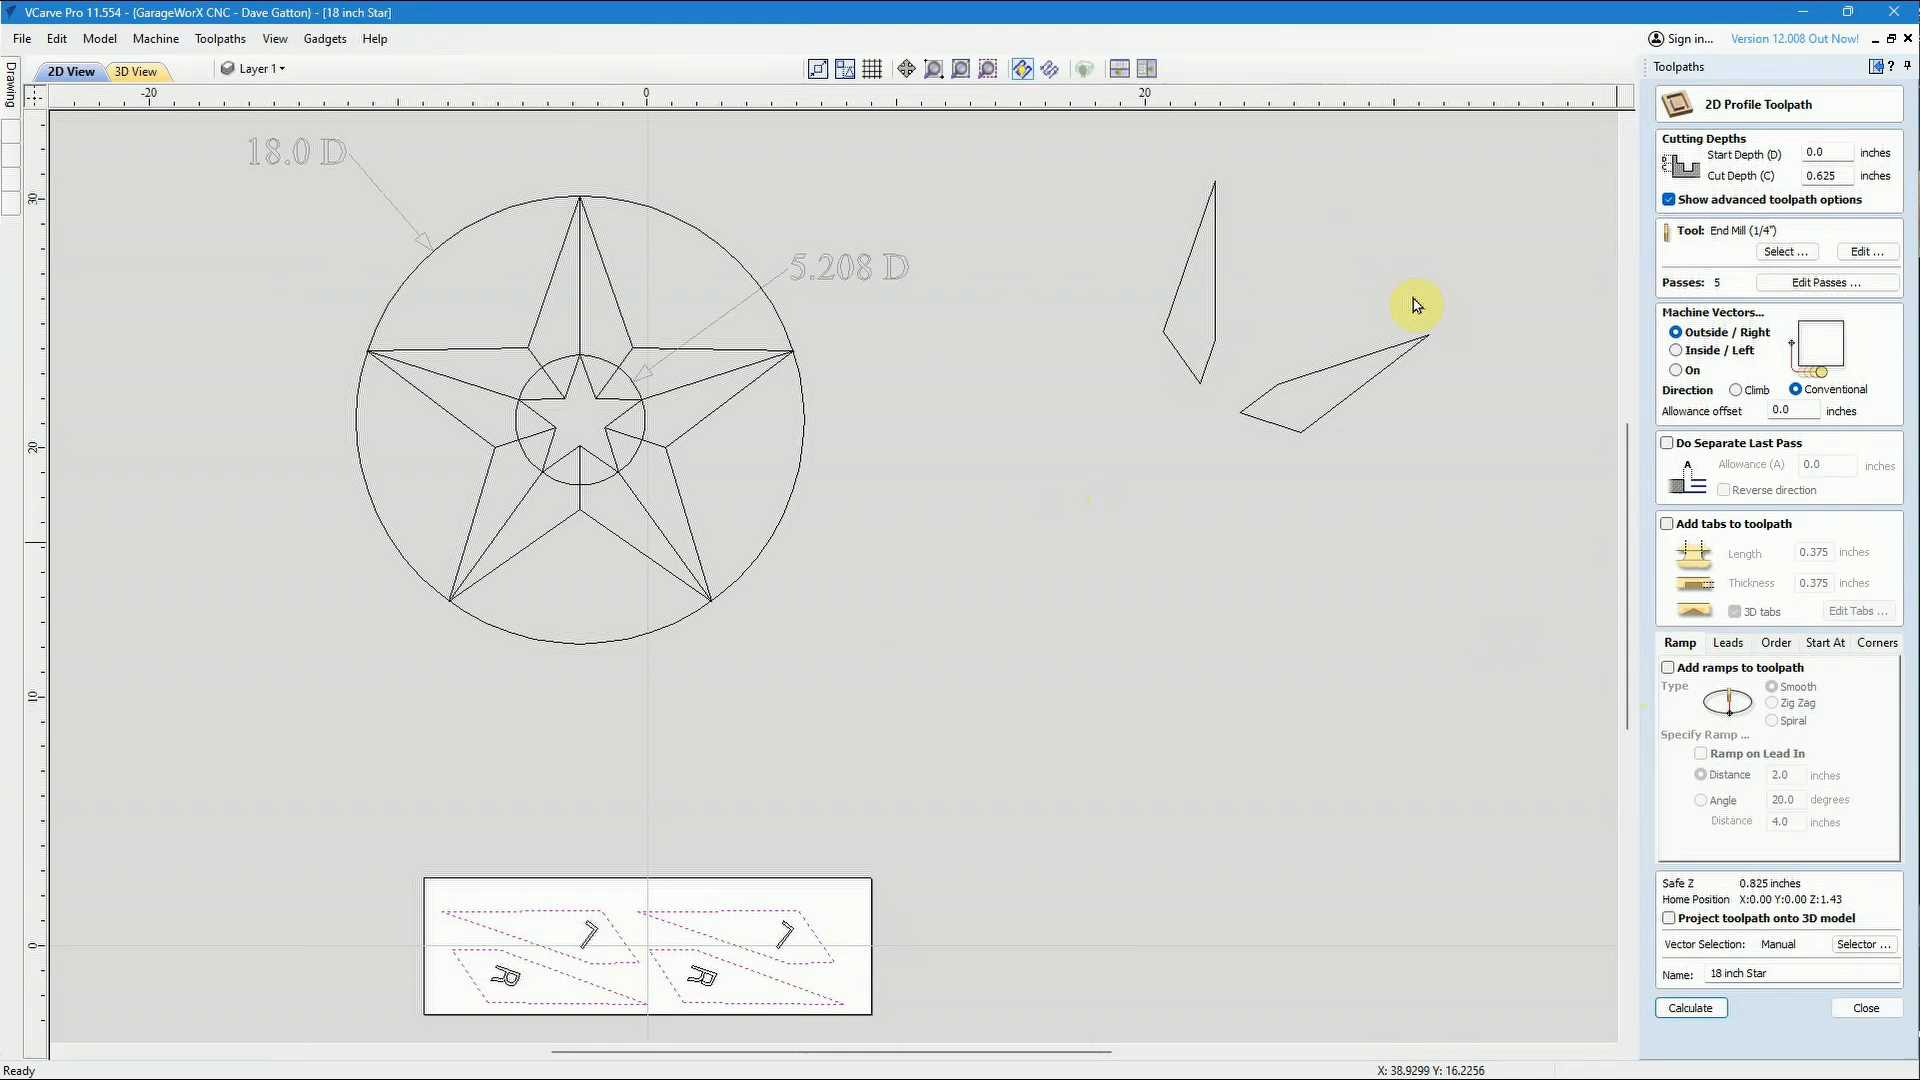 VCarve Pro 11.554 - {GarageWorX CNC - Dave Gatton} - [18 inch Star]
File Edit Model Machine Toolpaths View Gadgets Help
Sign in... Version 12.008 Out Now!
Drawing
2D View 3D View Layer 1
Toolpaths
-20 0 20
30
20
10
0
18.0 D
5.208 D
L L
R R
2D Profile Toolpath
Cutting Depths
Start Depth (D) 0.0 inches
Cut Depth (C) 0.625 inches
Show advanced toolpath options
Tool: End Mill (1/4")
Select ... Edit ...
Passes: 5 Edit Passes ...
Machine Vectors...
Outside / Right
Inside / Left
On
Direction Climb Conventional
Allowance offset 0.0 inches
Do Separate Last Pass
A Allowance (A) 0.0 inches
Reverse direction
Add tabs to toolpath
Length 0.375 inches
Thickness 0.375 inches
3D tabs Edit Tabs ...
Ramp Leads Order Start At Corners
Add ramps to toolpath
Type Smooth
Zig Zag
Spiral
Specify Ramp ...
Ramp on Lead In
Distance 2.0 inches
Angle 20.0 degrees
Distance 4.0 inches
Safe Z 0.825 inches
Home Position X:0.00 Y:0.00 Z:1.43
Project toolpath onto 3D model
Vector Selection: Manual Selector ...
Name: 18 inch Star
Calculate Close
Ready X: 38.9299 Y: 16.2256